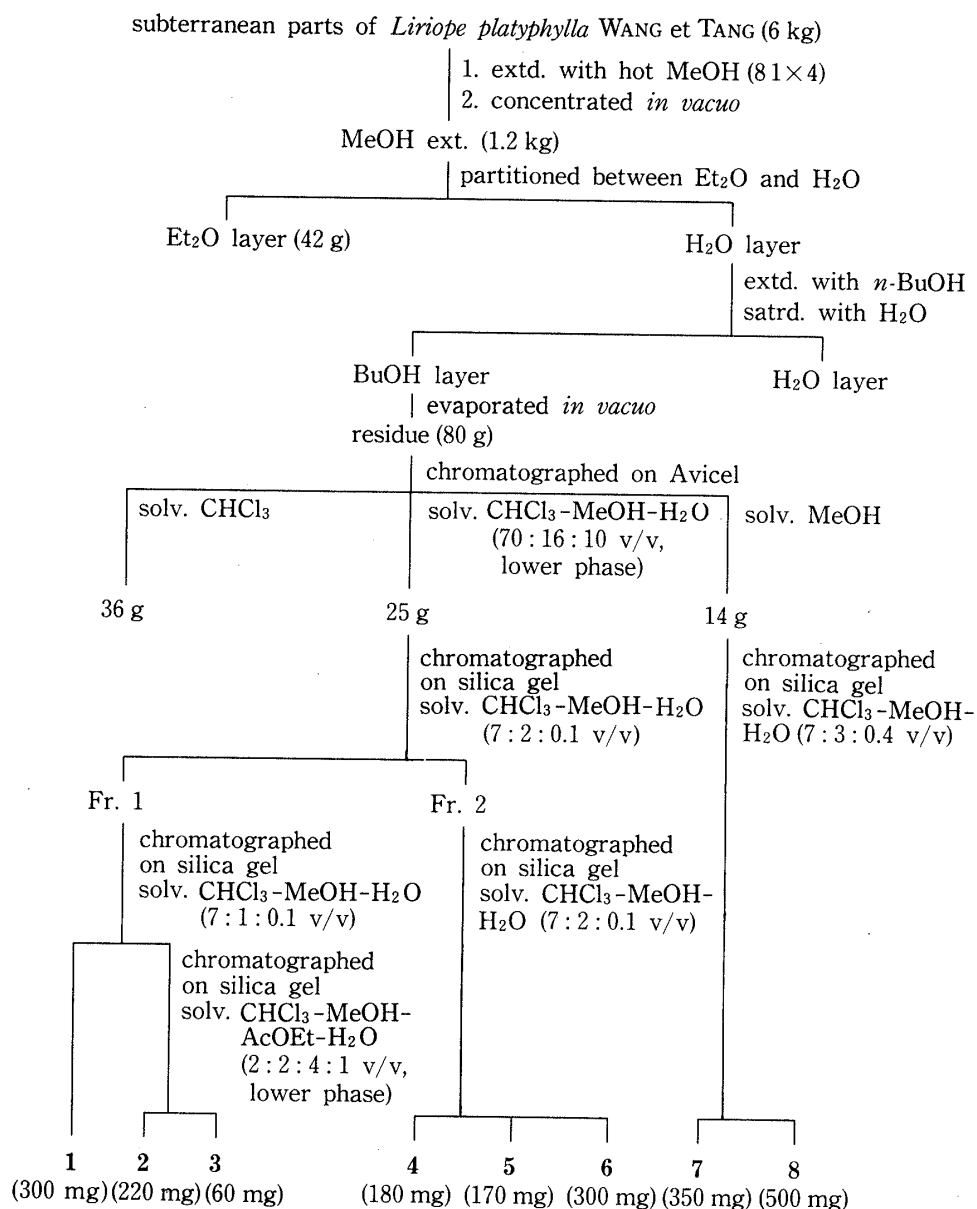 subterranean parts of Liriope platyphylla WANG et TANG (6 kg)
1. extd. with hot MeOH (8 l×4)
2. concentrated in vacuo
MeOH ext. (1.2 kg)
partitioned between Et₂O and H₂O
Et₂O layer (42 g)
H₂O layer
extd. with n-BuOH
satrd. with H₂O
BuOH layer
H₂O layer
evaporated in vacuo
residue (80 g)
chromatographed on Avicel
solv. CHCl₃
solv. CHCl₃-MeOH-H₂O
(70 : 16 : 10 v/v,
lower phase)
solv. MeOH
36 g
25 g
14 g
chromatographed
on silica gel
solv. CHCl₃-MeOH-H₂O
(7 : 2 : 0.1 v/v)
chromatographed
on silica gel
solv. CHCl₃-MeOH-
H₂O (7 : 3 : 0.4 v/v)
Fr. 1
Fr. 2
chromatographed
on silica gel
solv. CHCl₃-MeOH-H₂O
(7 : 1 : 0.1 v/v)
chromatographed
on silica gel
solv. CHCl₃-MeOH-
H₂O (7 : 2 : 0.1 v/v)
chromatographed
on silica gel
solv. CHCl₃-MeOH-
AcOEt-H₂O
(2 : 2 : 4 : 1 v/v,
lower phase)
1 2 3 4 5 6 7 8
(300 mg) (220 mg) (60 mg) (180 mg) (170 mg) (300 mg) (350 mg) (500 mg)